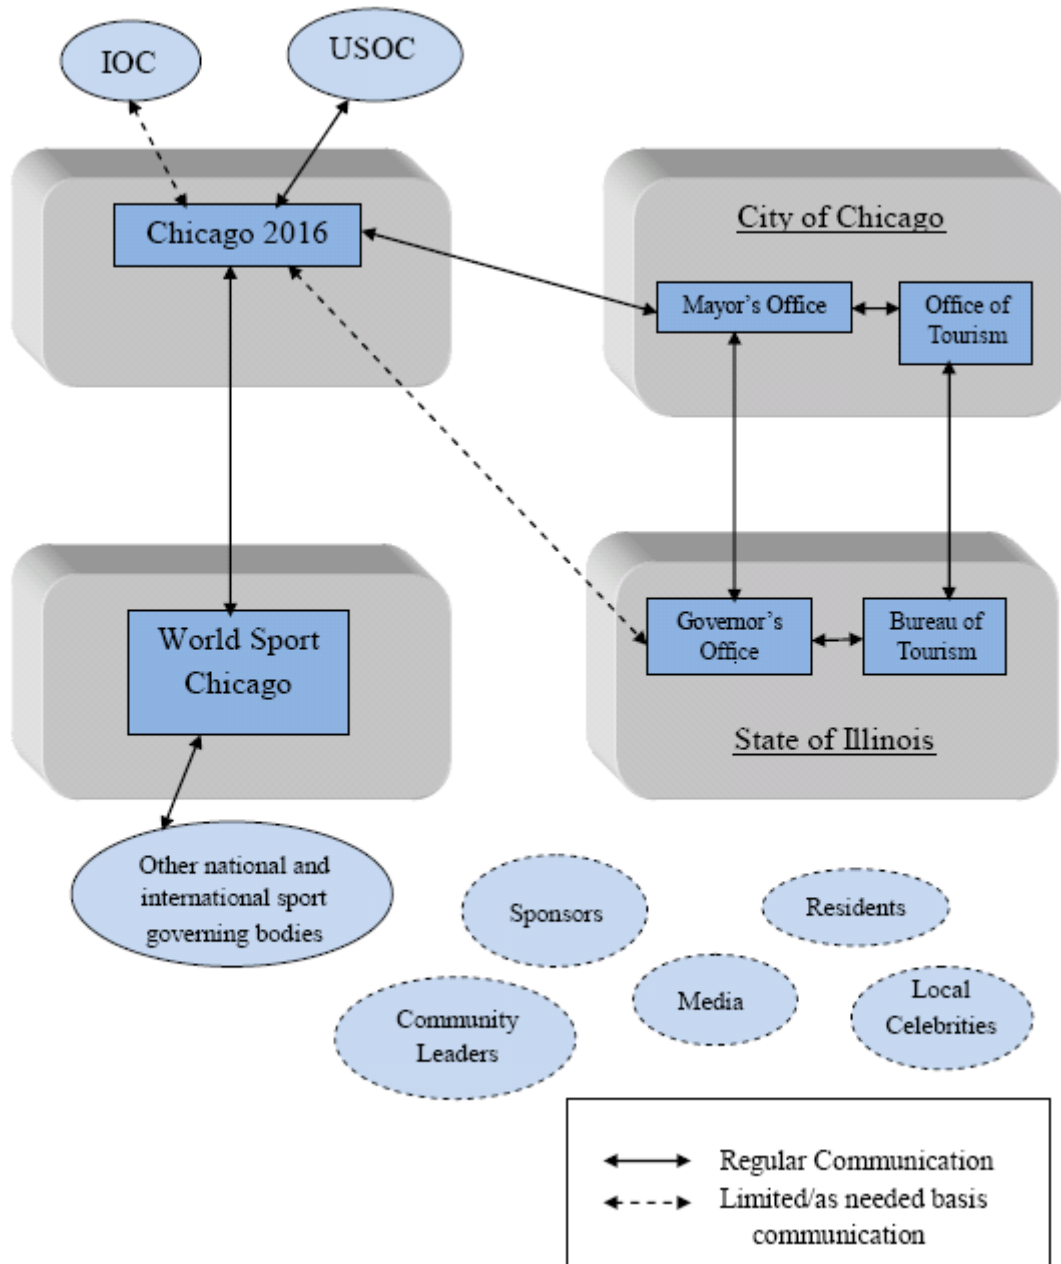 IOC
USOC
Chicago 2016
City of Chicago
Mayor's Office
Office of
Tourism
World Sport
Chicago
Governor's
Office
Bureau of
Tourism
State of Illinois
Other national and
international sport
governing bodies
Sponsors
Residents
Community
Leaders
Media
Local
Celebrities
Regular Communication
Limited/as needed basis
communication